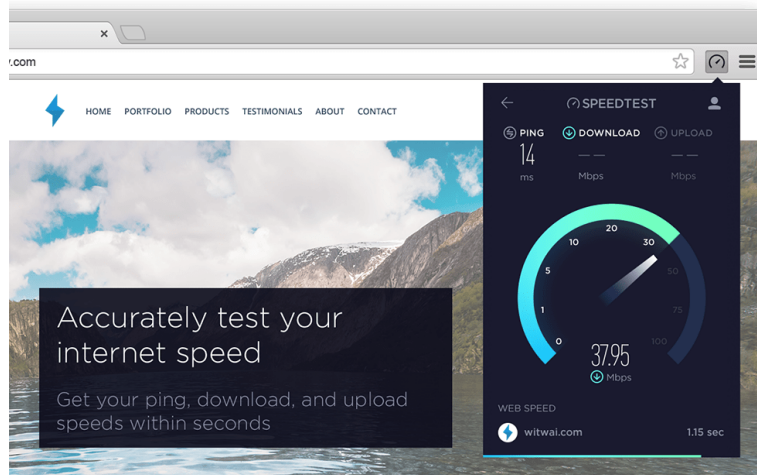 .com
HOME PORTFOLIO PRODUCTS TESTIMONIALS ABOUT CONTACT
Accurately test your
internet speed
Get your ping, download, and upload
speeds within seconds
SPEEDTEST
PING DOWNLOAD UPLOAD
14 — — — —
ms Mbps Mbps
0
1
5
10
20
30
50
75
100
37.95
Mbps
WEB SPEED
witwai.com 1.15 sec